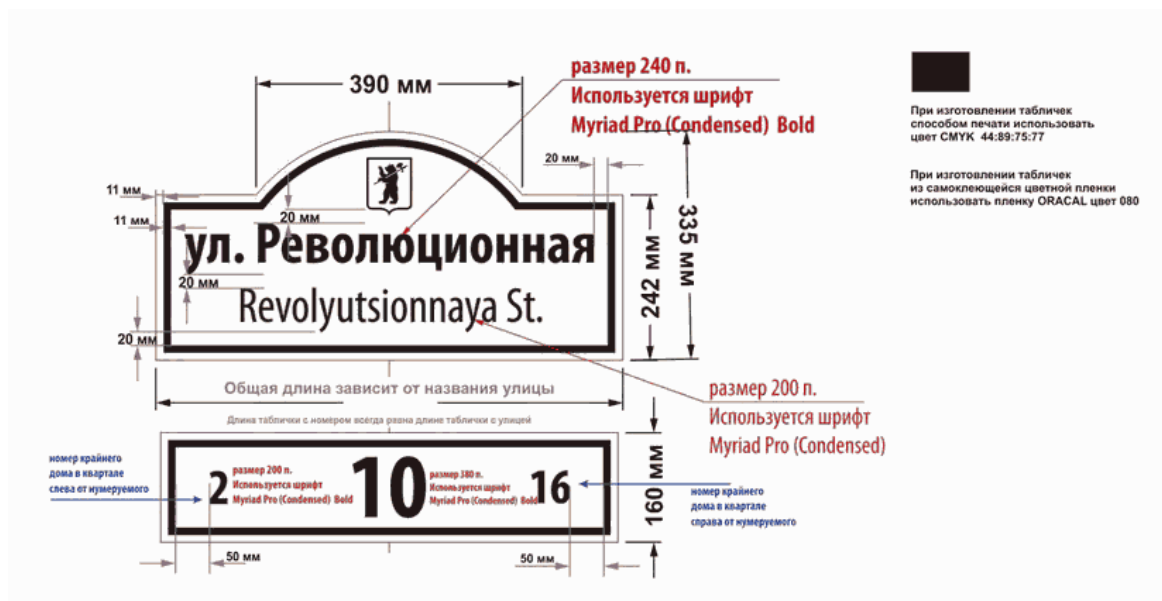 390 мм
размер 240 п.
Используется шрифт
Myriad Pro (Condensed) Bold
При изготовлении табличек
способом печати использовать
цвет CMYK 44:89:75:77
При изготовлении табличек
из самоклеющейся цветной пленки
использовать пленку ORACAL цвет 080
20 мм
11 мм
11 мм
20 мм
ул. Революционная
20 мм
Revolyutsionnaya St.
20 мм
242 мм
335 мм
Общая длина зависит от названия улицы
Длина таблички с номером всегда равна длине таблички с улицей
размер 200 п.
Используется шрифт
Myriad Pro (Condensed)
номер крайнего
дома в квартале
слева от нумеруемого
2
размер 200 п.
Используется шрифт
Myriad Pro (Condensed) Bold
10
размер 380 п.
Используется шрифт
Myriad Pro (Condensed) Bold
16
160 мм
номер крайнего
дома в квартале
справа от нумеруемого
50 мм
50 мм